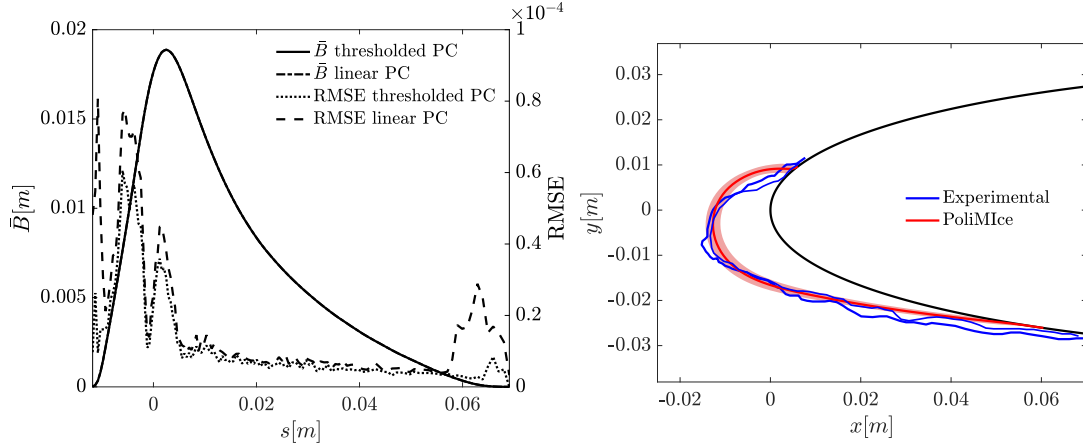 ×10⁻⁴
0.02
0.015
0.01
0.005
0
B̄[m]
1
0.8
0.6
0.4
0.2
0
RMSE
B̄ thresholded PC
B̄ linear PC
RMSE thresholded PC
RMSE linear PC
0 0.02 0.04 0.06
s[m]
0.03
0.02
0.01
0
-0.01
-0.02
-0.03
y[m]
Experimental
PoliMIce
-0.02 0 0.02 0.04 0.06
x[m]